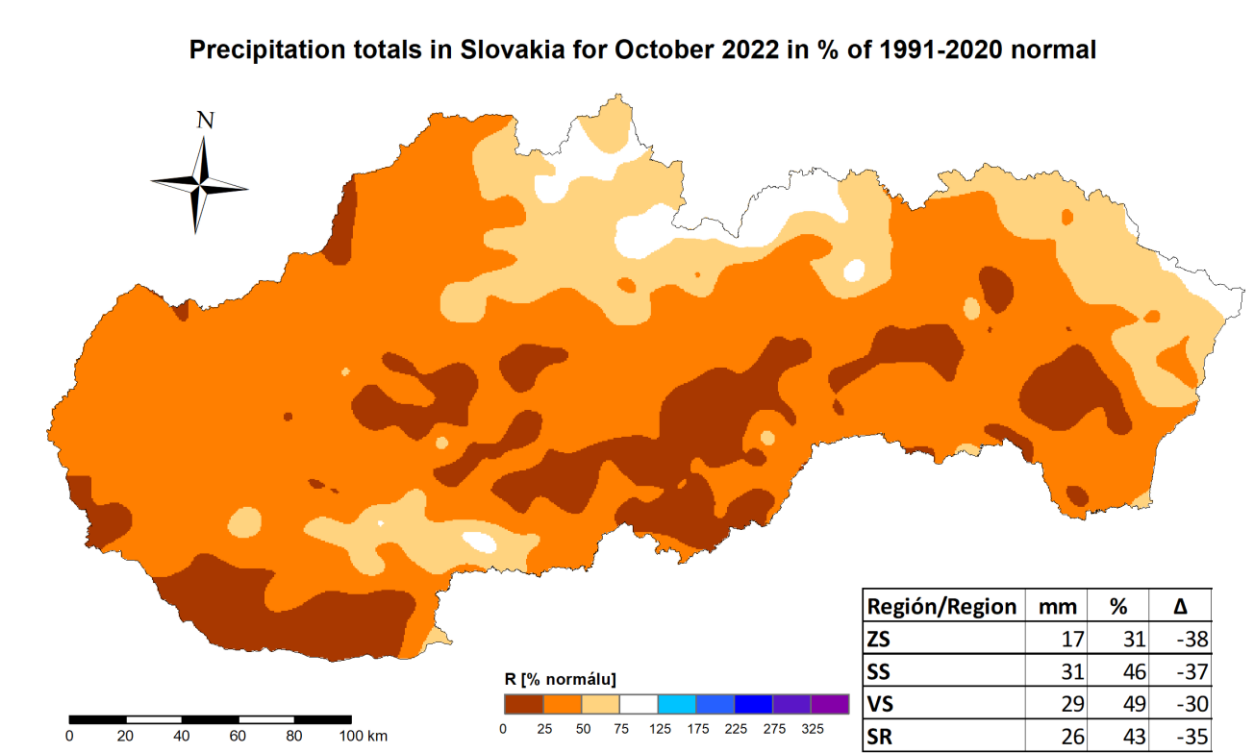 Precipitation totals in Slovakia for October 2022 in % of 1991-2020 normal
N
Región/Region mm % Δ
ZS 17 31 -38
SS 31 46 -37
VS 29 49 -30
SR 26 43 -35
R [% normálu]
0 25 50 75 125 175 225 275 325
0 20 40 60 80 100 km